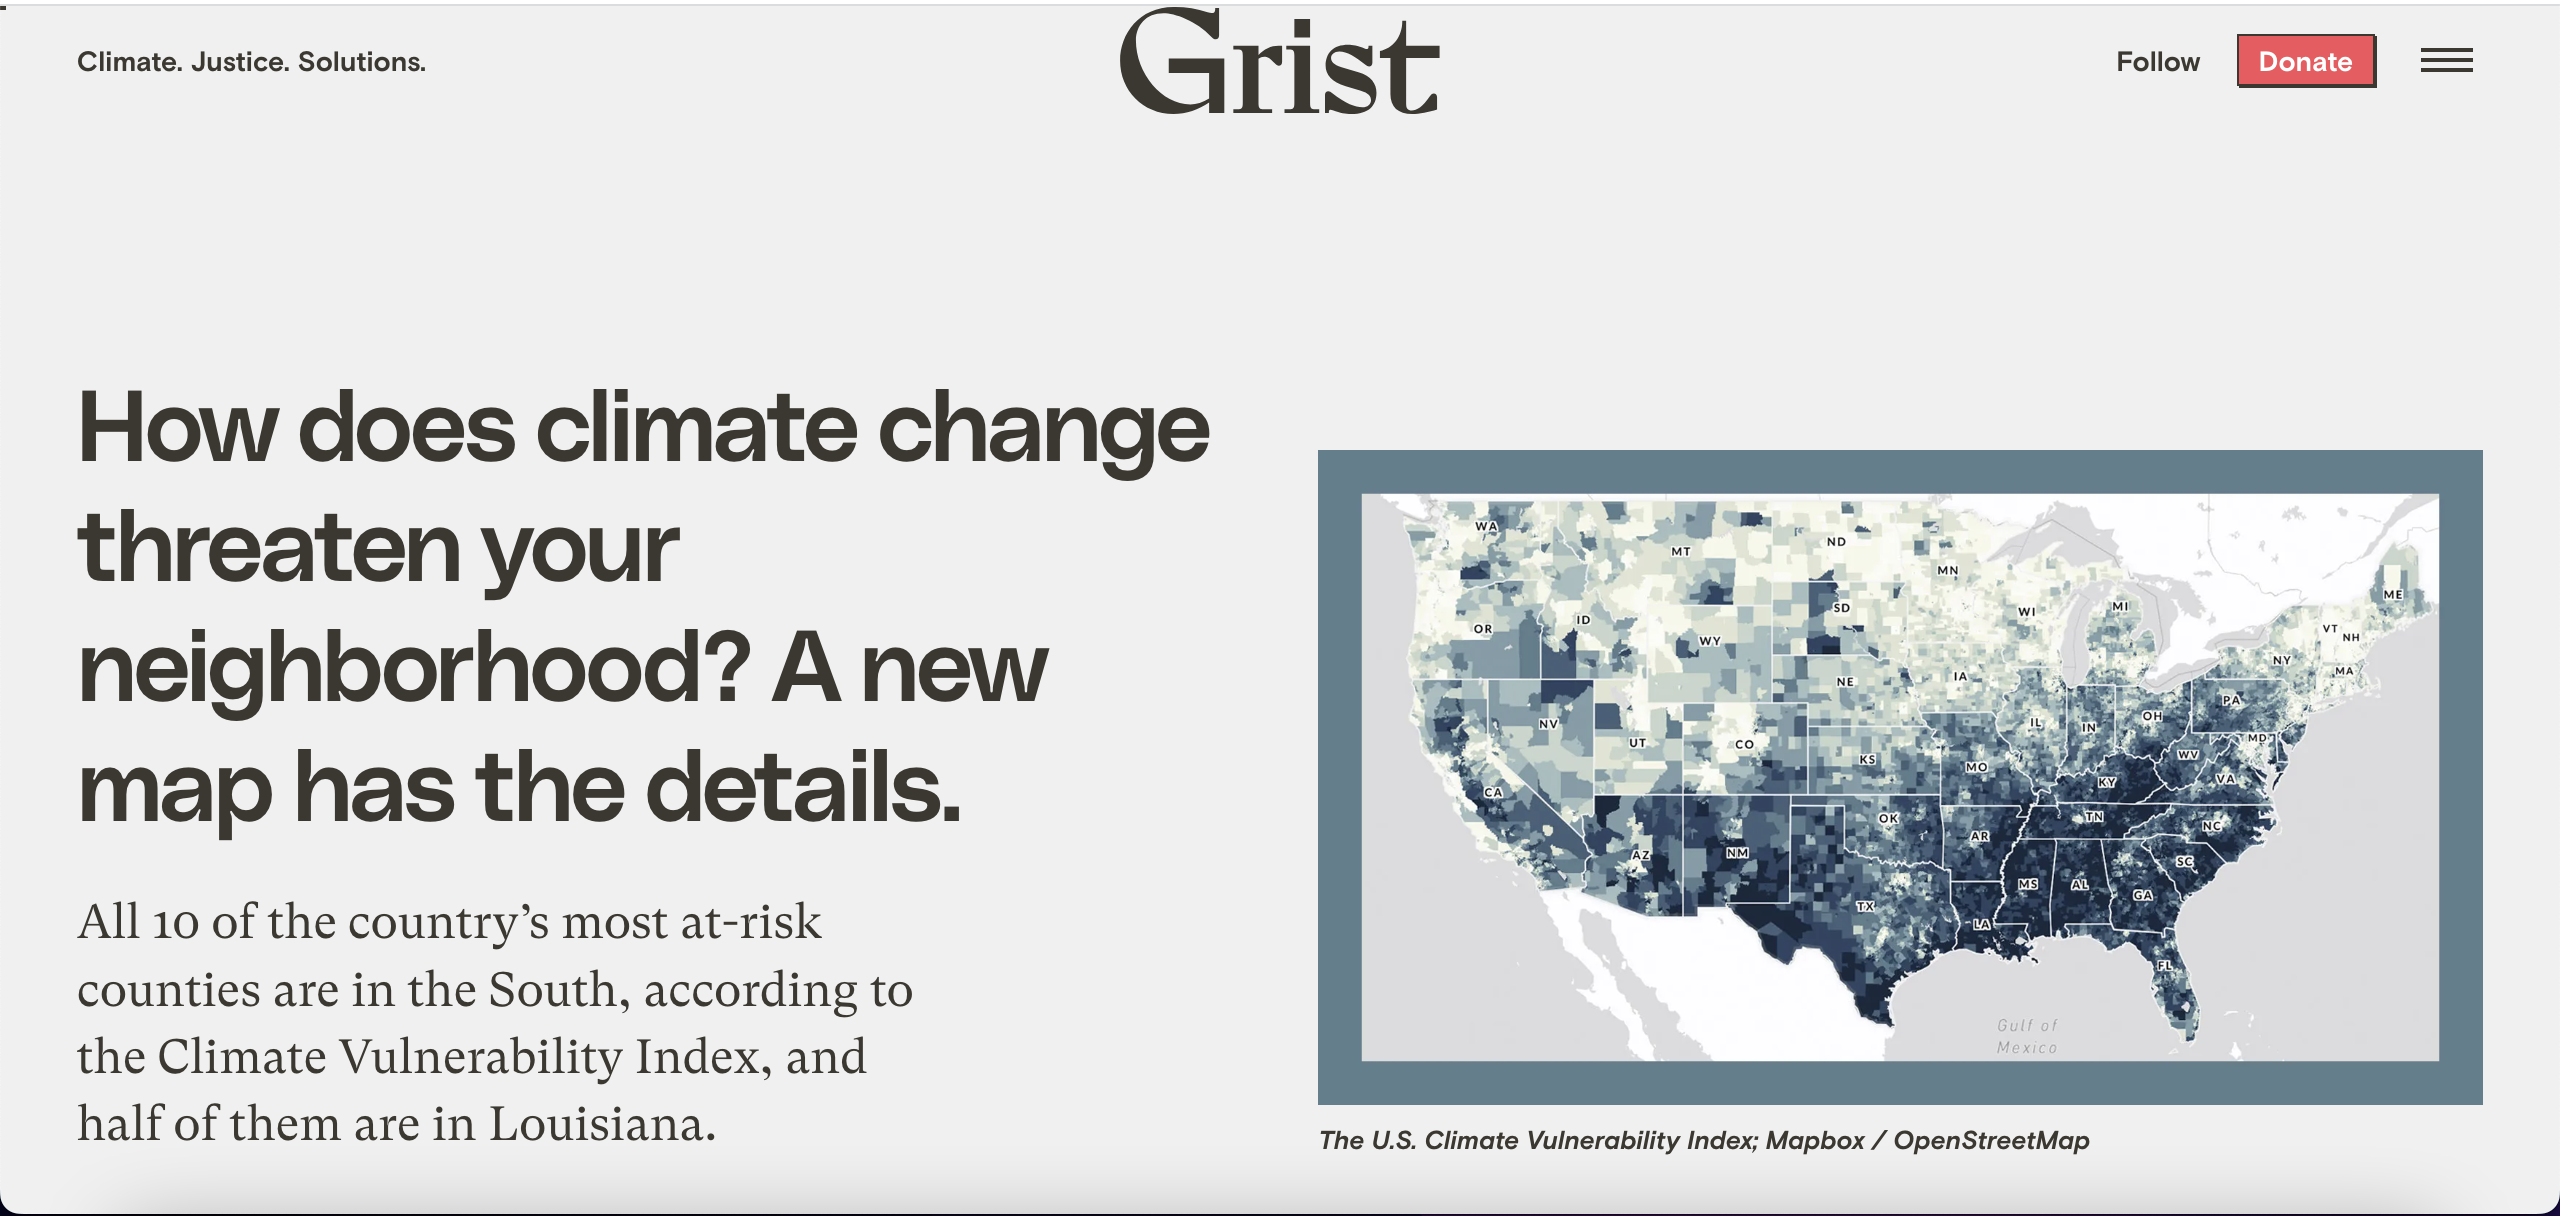 Climate. Justice. Solutions.
Grist
Follow
Donate
How does climate change
threaten your
neighborhood? A new
map has the details.
All 10 of the country’s most at-risk
counties are in the South, according to
the Climate Vulnerability Index, and
half of them are in Louisiana.
WA
MT
ND
MN
OR
ID
SD
WI
MI
ME
WY
VT
NH
NY
MA
NE
IA
NV
UT
CO
IL
IN
OH
PA
KS
MO
MD
WV
VA
KY
CA
OK
TN
NC
AR
AZ
NM
SC
MS
AL
GA
TX
LA
FL
Gulf of
Mexico
The U.S. Climate Vulnerability Index; Mapbox / OpenStreetMap